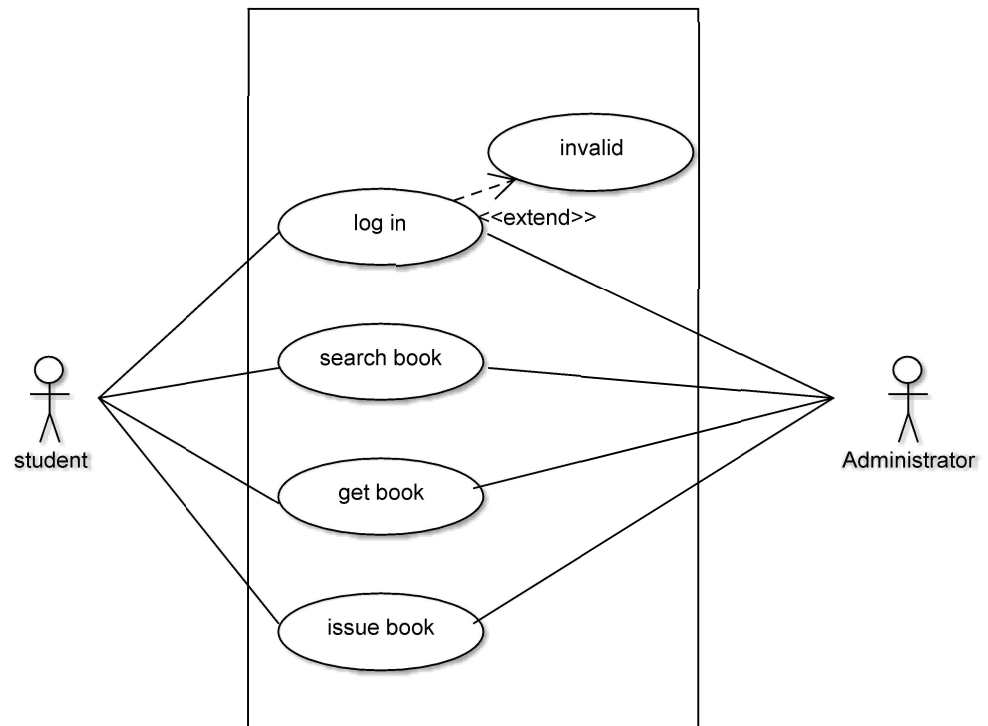 invalid
log in
<<extend>>
search book
student
Administrator
get book
issue book